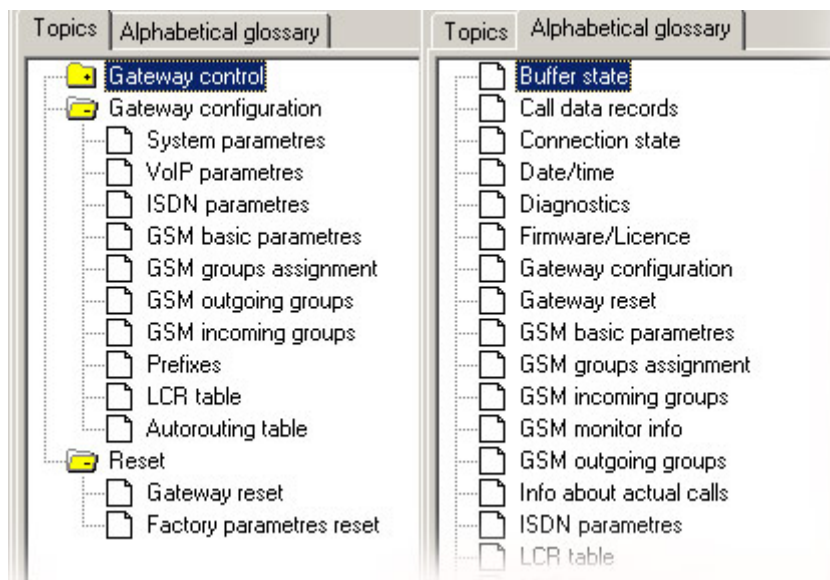 Topics Alphabetical glossary
Gateway control
Gateway configuration
System parametres
VoIP parametres
ISDN parametres
GSM basic parametres
GSM groups assignment
GSM outgoing groups
GSM incoming groups
Prefixes
LCR table
Autorouting table
Reset
Gateway reset
Factory parametres reset
Topics Alphabetical glossary
Buffer state
Call data records
Connection state
Date/time
Diagnostics
Firmware/Licence
Gateway configuration
Gateway reset
GSM basic parametres
GSM groups assignment
GSM incoming groups
GSM monitor info
GSM outgoing groups
Info about actual calls
ISDN parametres
LCR table